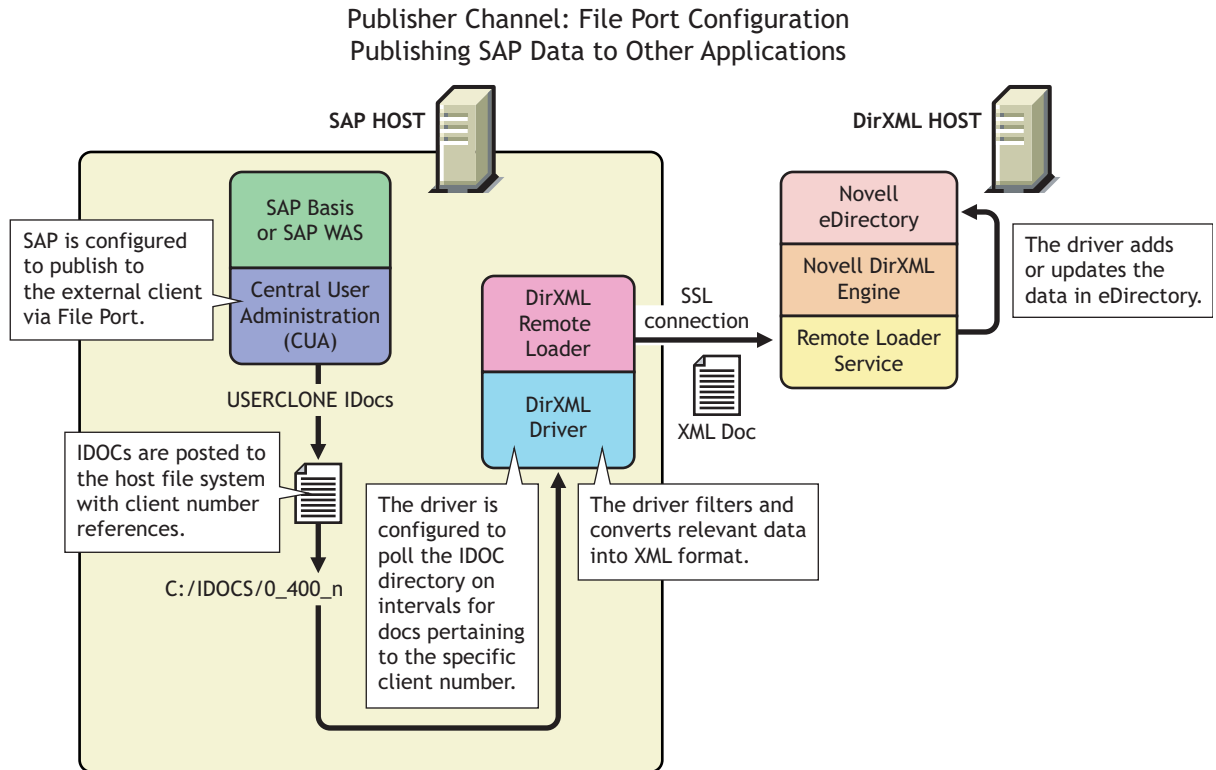 Publisher Channel: File Port Configuration
Publishing SAP Data to Other Applications
SAP HOST
DirXML HOST
SAP Basis
or SAP WAS
Central User
Administration
(CUA)
SAP is configured
to publish to
the external client
via File Port.
USERCLONE IDocs
IDOCs are posted to
the host file system
with client number
references.
C:/IDOCS/0_400_n
DirXML
Remote
Loader
DirXML
Driver
The driver is
configured to
poll the IDOC
directory on
intervals for
docs pertaining
to the specific
client number.
The driver filters and
converts relevant data
into XML format.
SSL
connection
XML Doc
Novell
eDirectory
Novell DirXML
Engine
Remote Loader
Service
The driver adds
or updates the
data in eDirectory.